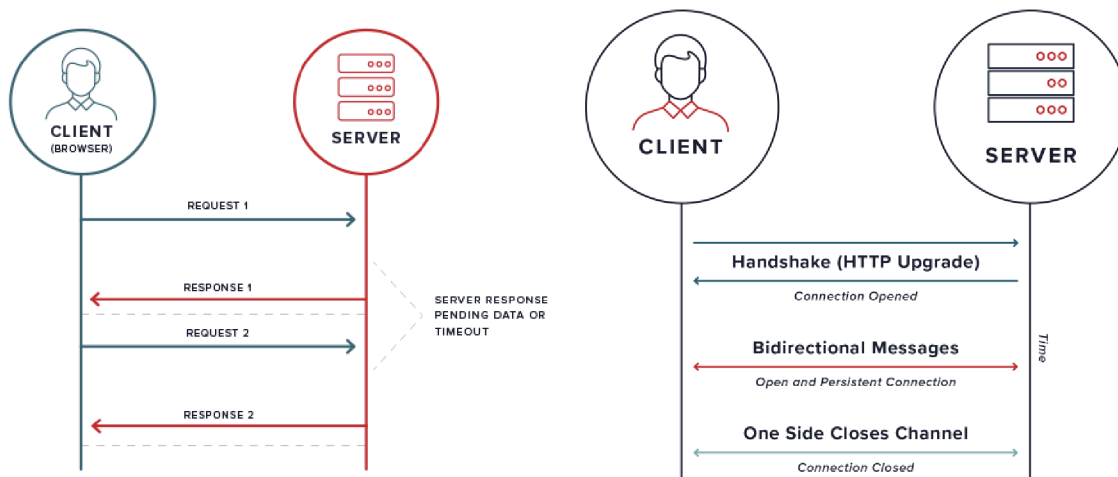 CLIENT
(BROWSER)
SERVER
REQUEST 1
RESPONSE 1
SERVER RESPONSE
PENDING DATA OR
TIMEOUT
REQUEST 2
RESPONSE 2
CLIENT
SERVER
Handshake (HTTP Upgrade)
Connection Opened
Time
Bidirectional Messages
Open and Persistent Connection
One Side Closes Channel
Connection Closed